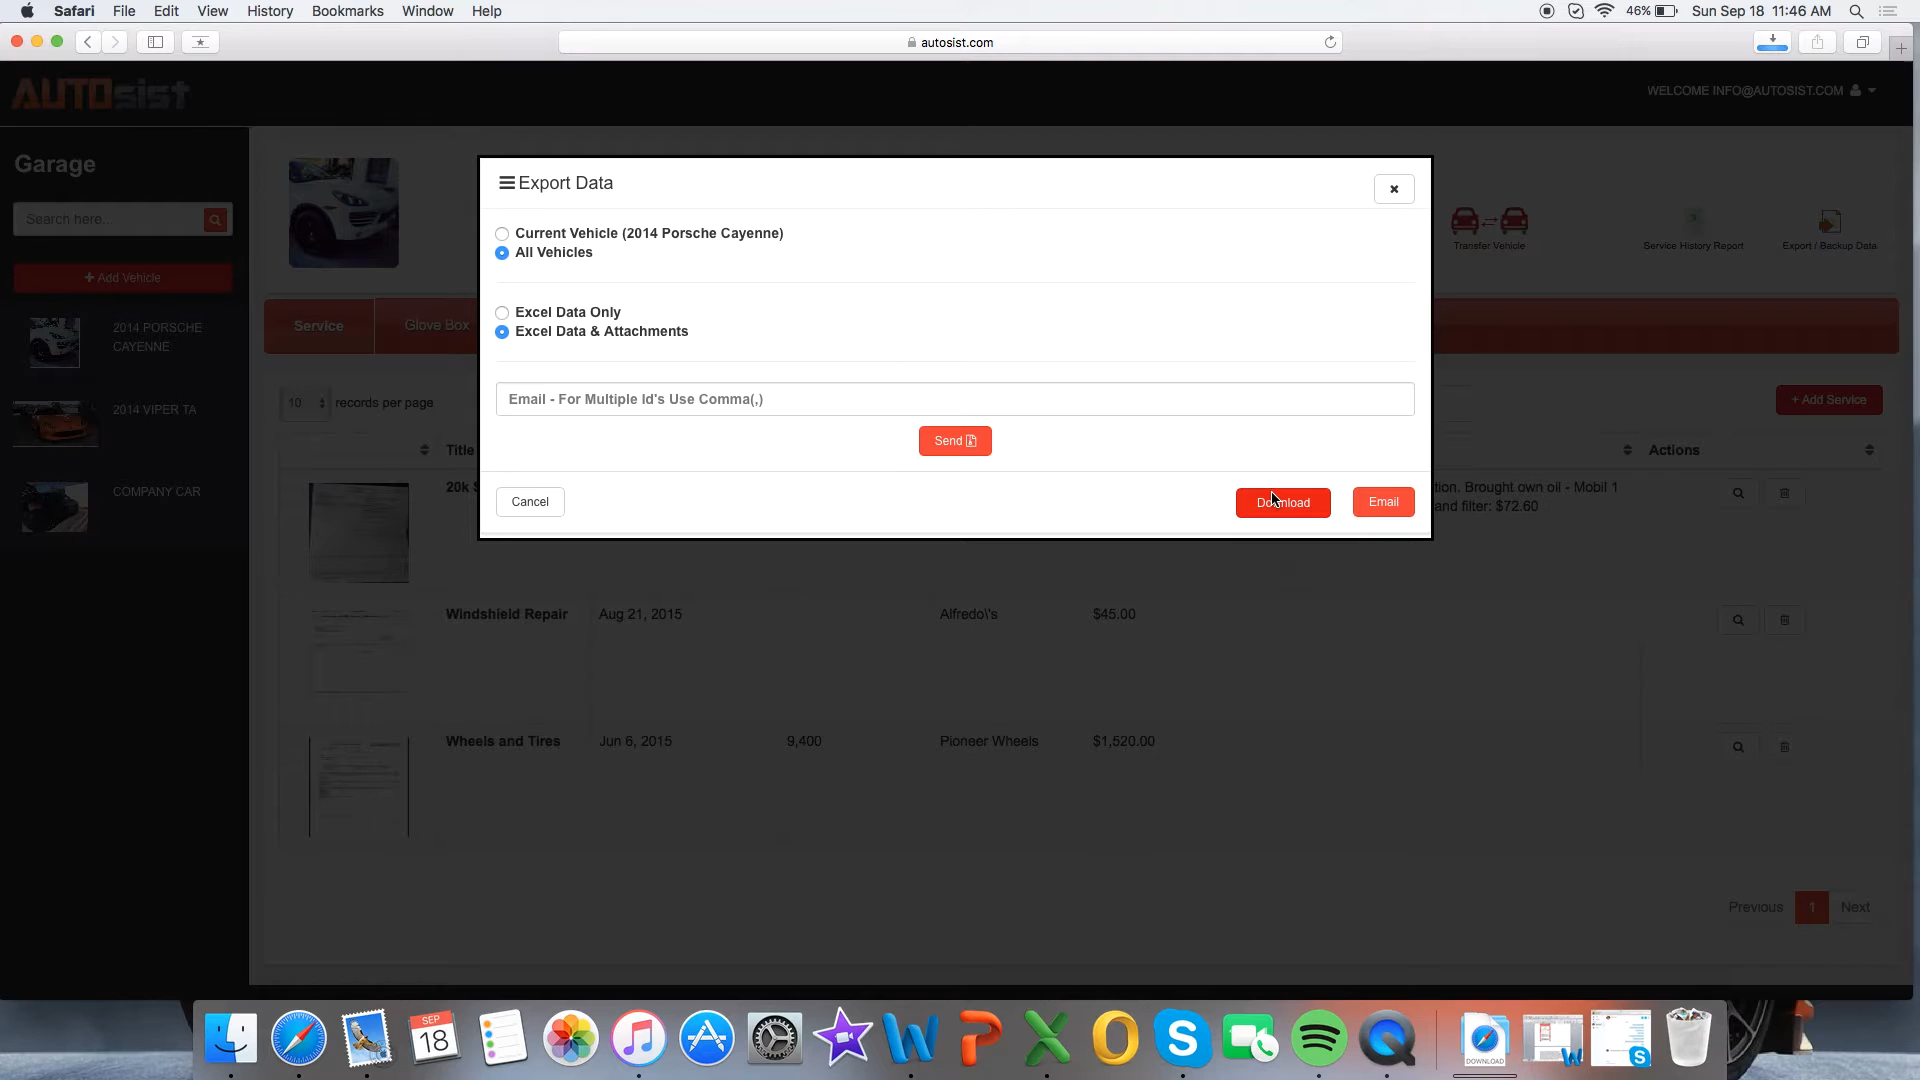 Safari File Edit View History Bookmarks Window Help 46% Sun Sep 18 11:46 AM
autosist.com
AUTOsist
WELCOME INFO@AUTOSIST.COM
Garage
Search here...
+ Add Vehicle
2014 PORSCHE
CAYENNE
2014 VIPER TA
COMPANY CAR
Export Data
Current Vehicle (2014 Porsche Cayenne)
All Vehicles
Excel Data Only
Excel Data & Attachments
Email - For Multiple Id's Use Comma(,)
Send
Cancel Download Email
Transfer Vehicle Service History Report Export / Backup Data
Service Glove Box
10 records per page
+ Add Service
Title Actions
20k
tion. Brought own oil - Mobil 1
and filter: $72.60
Windshield Repair Aug 21, 2015 Alfredo\'s $45.00
Wheels and Tires Jun 6, 2015 9,400 Pioneer Wheels $1,520.00
Previous 1 Next
SEP
18
DOWNLOAD